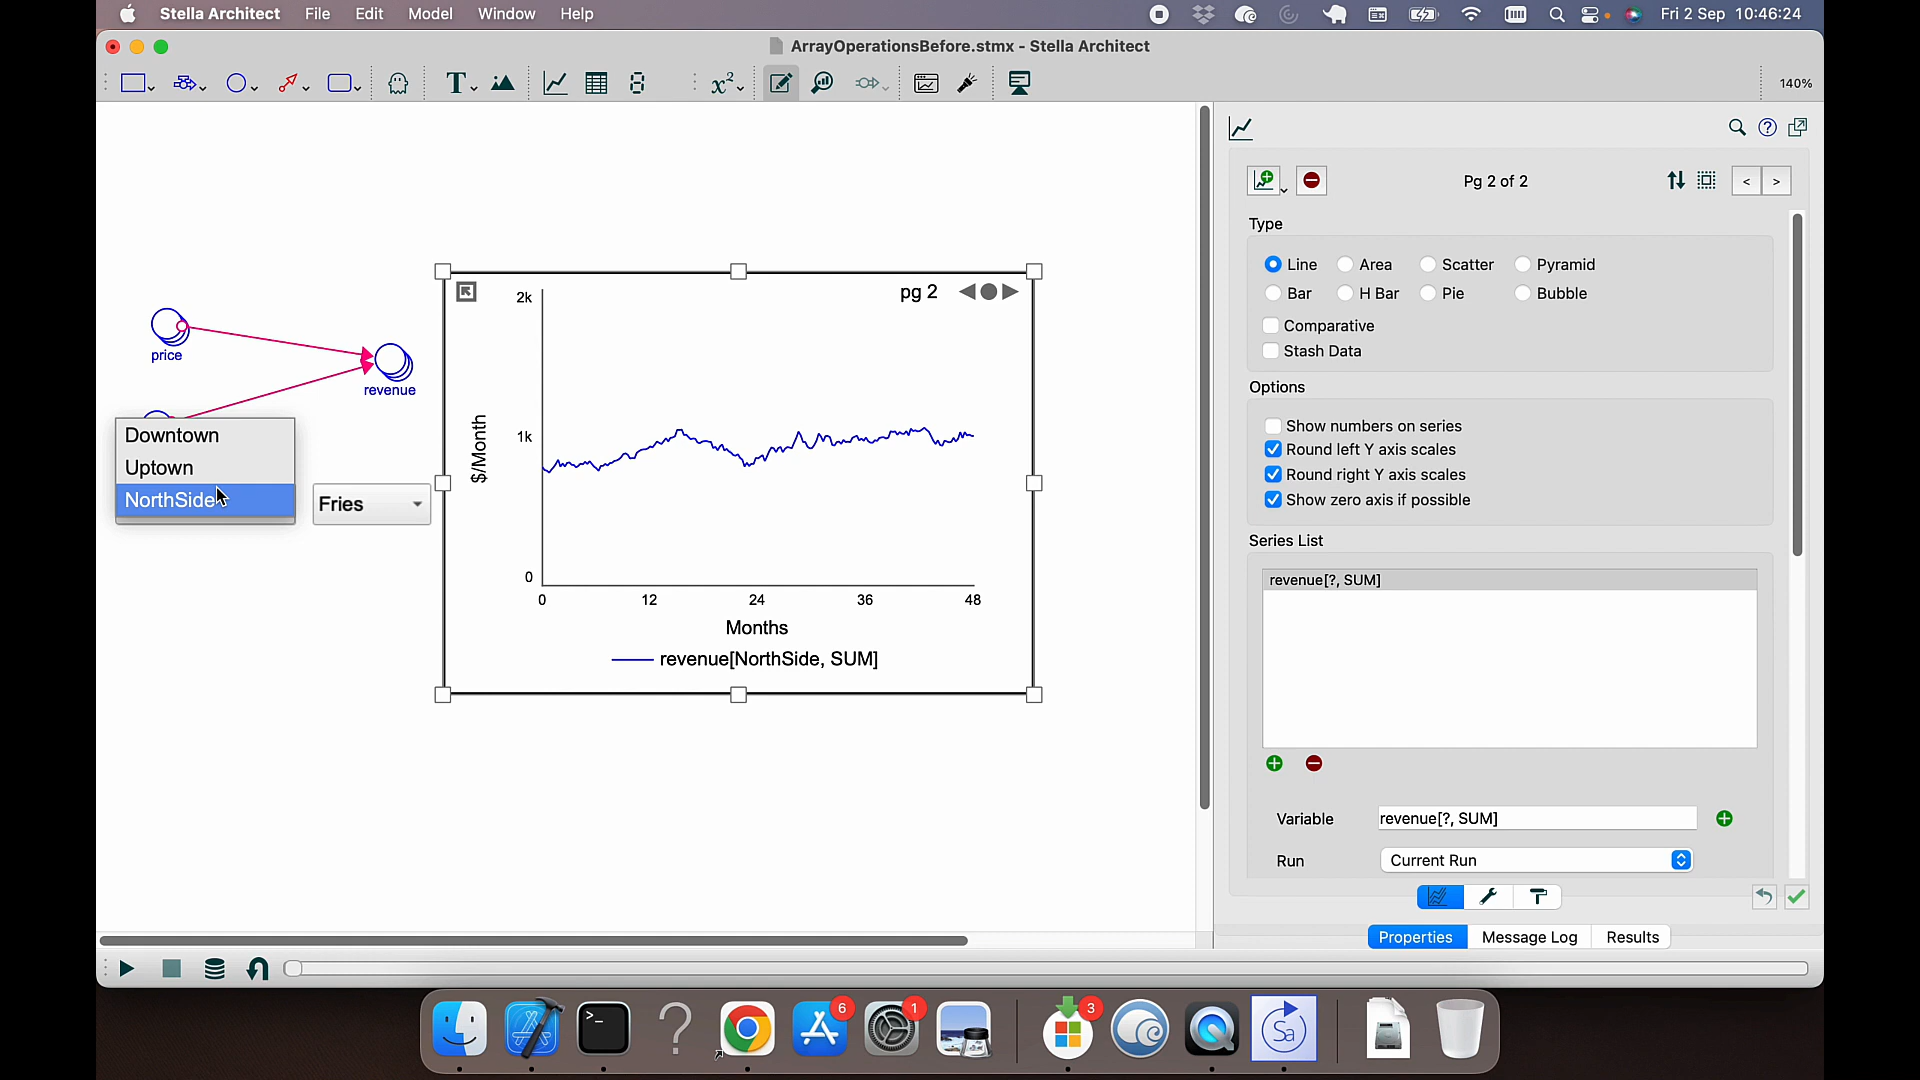 Stella Architect File Edit Model Window Help
Fri 2 Sep 10:46:24
ArrayOperationsBefore.stmx - Stella Architect
140%
Pg 2 of 2
< >
Type
Line Area Scatter Pyramid
Bar H Bar Pie Bubble
Comparative
Stash Data
Options
Show numbers on series
Round left Y axis scales
Round right Y axis scales
Show zero axis if possible
Series List
revenue[?, SUM]
Variable revenue[?, SUM]
Run Current Run
Properties Message Log Results
price
revenue
Downtown
Uptown
NorthSide
Fries
pg 2
2k
1k
0
$/Month
0 12 24 36 48
Months
revenue[NorthSide, SUM]
6
1
3
Sa